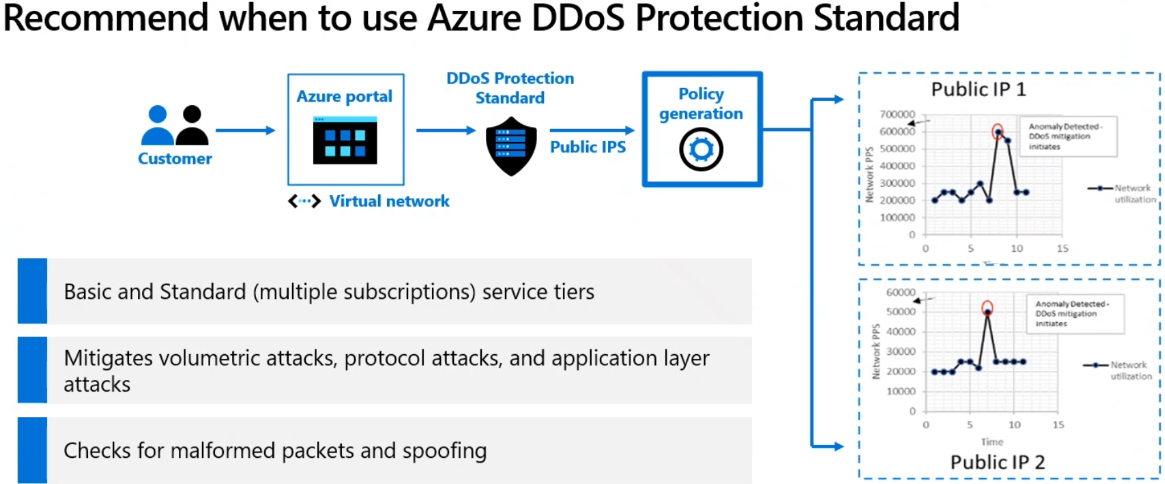 Recommend when to use Azure DDoS Protection Standard
Customer
Azure portal
Virtual network
DDoS Protection
Standard
Public IPS
Policy
generation
Basic and Standard (multiple subscriptions) service tiers
Mitigates volumetric attacks, protocol attacks, and application layer
attacks
Checks for malformed packets and spoofing
Public IP 1
Network PPS
700000
600000
500000
400000
300000
200000
100000
0
0 5 10 15
Anomaly Detected -
DDoS mitigation
initiates
Network
utilization
Network PPS
60000
50000
40000
30000
20000
10000
0
0 5 10 15
Time
Anomaly Detected -
DDoS mitigation
initiates
Network
utilization
Public IP 2